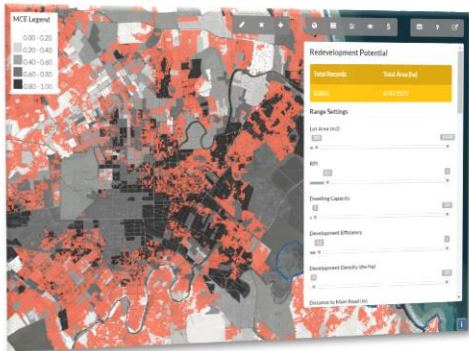 MCE Legend
0.00 - 0.20
0.20 - 0.40
0.40 - 0.60
0.60 - 0.80
0.80 - 1.00
Redevelopment Potential
Total Records Total Area (ha)
Range Settings
Lot Area (m2)
RPI
Dwelling Capacity
Development Efficiency
Development Density (dw/ha)
Distance to Main Road (m)